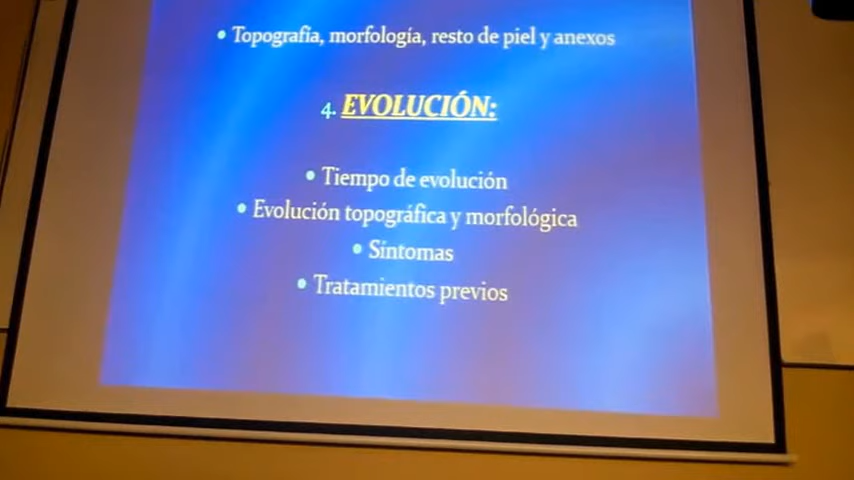 • Topografía, morfología, resto de piel y anexos
4. EVOLUCIÓN:
• Tiempo de evolución
• Evolución topográfica y morfológica
• Síntomas
• Tratamientos previos